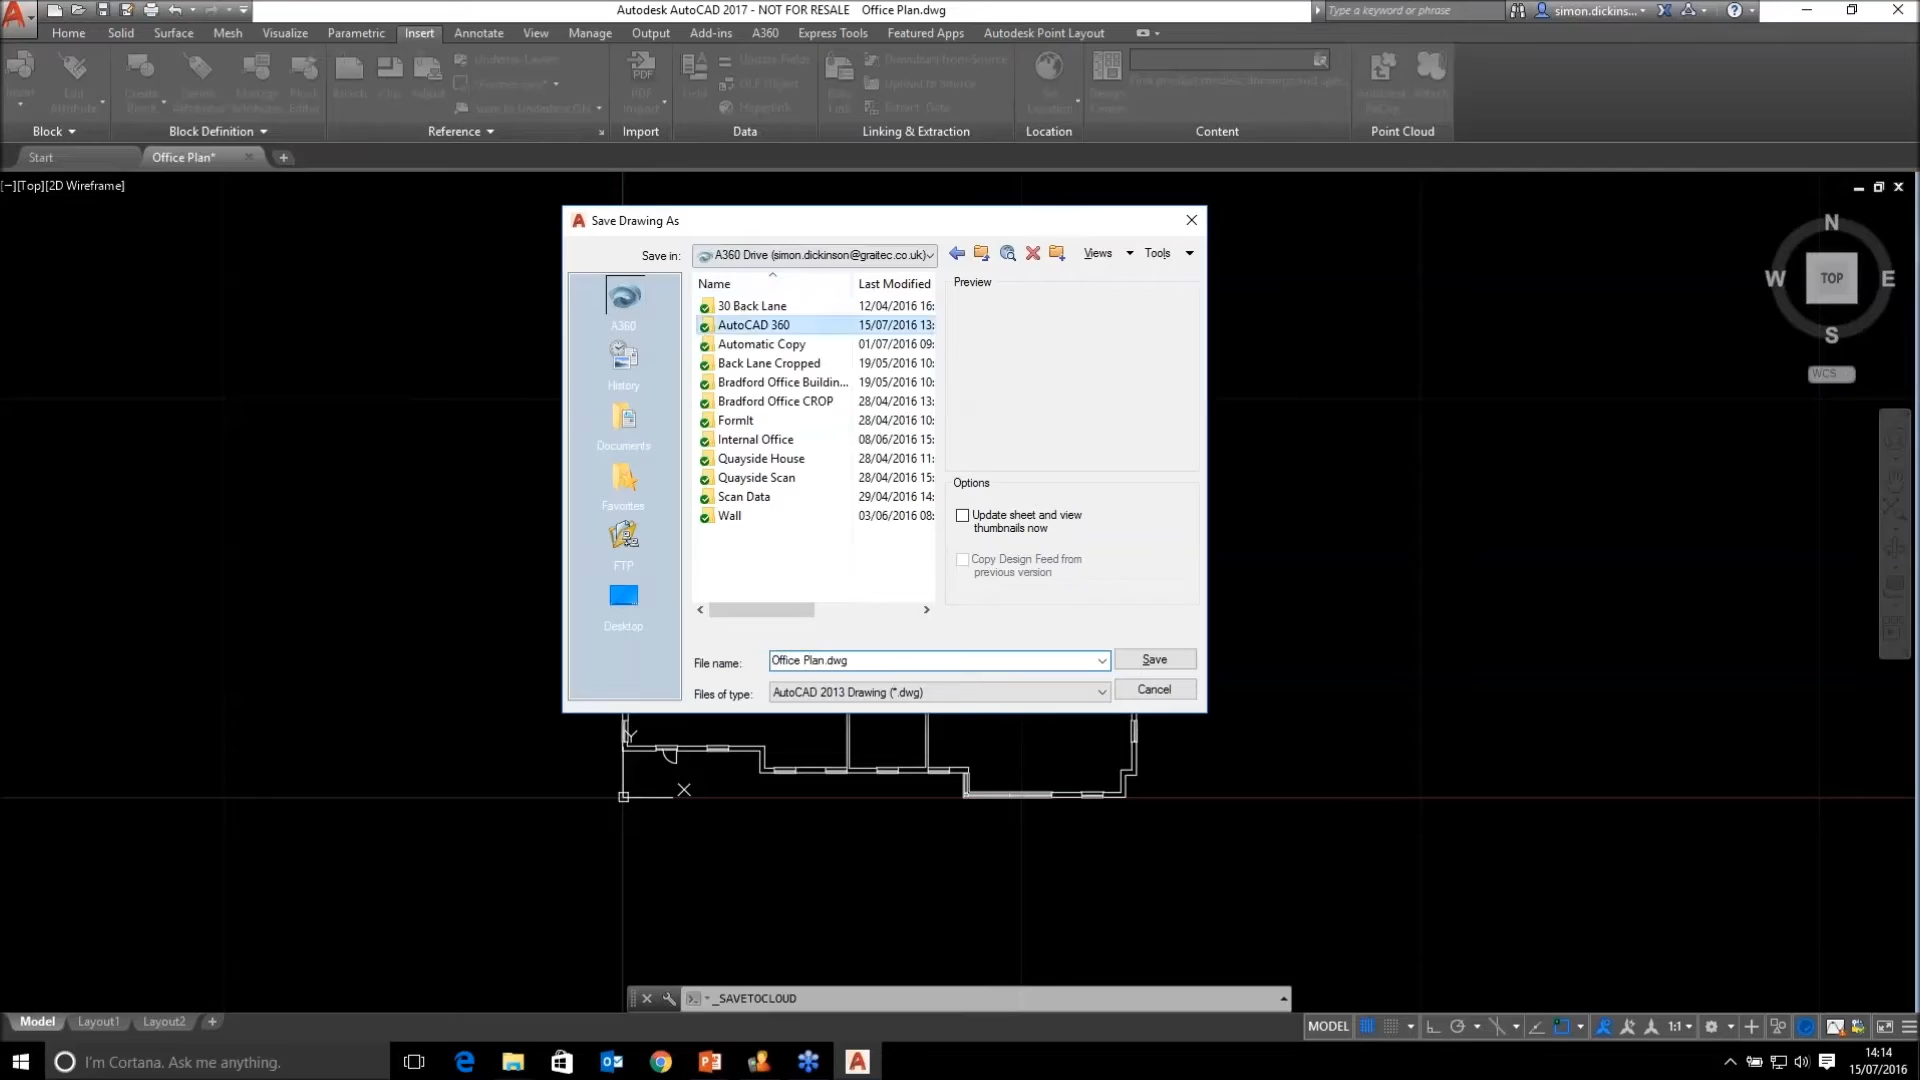 Autodesk AutoCAD 2017 - NOT FOR RESALE Office Plan.dwg
Type a keyword or phrase
simon.dickins...
Home Solid Surface Mesh Visualize Parametric Insert Annotate View Manage Output Add-ins A360 Express Tools Featured Apps Autodesk Point Layout
Block
Block Definition
Reference
Import
Data
Linking & Extraction
Location
Content
Point Cloud
Start
Office Plan*
[−][Top][2D Wireframe]
N
W
TOP
E
S
WCS
Save Drawing As
Save in: A360 Drive (simon.dickinson@graitec.co.uk)
Views
Tools
A360
History
Documents
Favorites
FTP
Desktop
Name Last Modified
30 Back Lane 12/04/2016 16:
AutoCAD 360 15/07/2016 13:
Automatic Copy 01/07/2016 09:
Back Lane Cropped 19/05/2016 10:
Bradford Office Buildin... 19/05/2016 10:
Bradford Office CROP 28/04/2016 13:
FormIt 28/04/2016 10:
Internal Office 08/06/2016 15:
Quayside House 28/04/2016 11:
Quayside Scan 28/04/2016 15:
Scan Data 29/04/2016 14:
Wall 03/06/2016 08:
Preview
Options
Update sheet and view
thumbnails now
Copy Design Feed from
previous version
File name: Office Plan.dwg
Save
Files of type: AutoCAD 2013 Drawing (*.dwg)
Cancel
Y
X
_SAVETOCLOUD
Model Layout1 Layout2
MODEL
1:1
I'm Cortana. Ask me anything.
14:14
15/07/2016